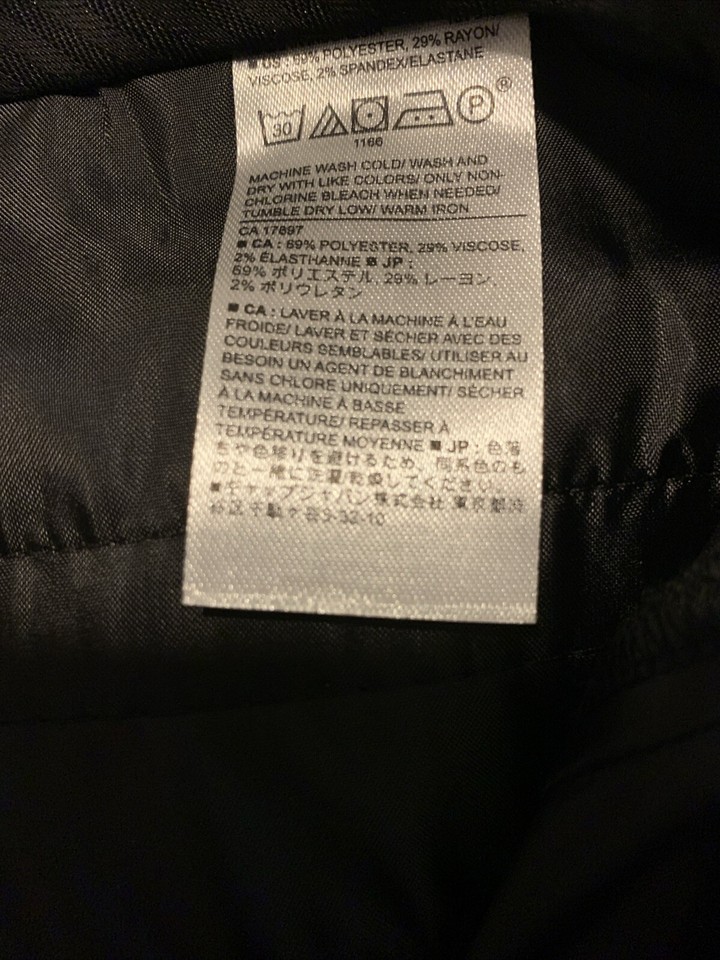 ■ US : 69% POLYESTER, 29% RAYON/
VISCOSE, 2% SPANDEX/ELASTANE
30 P ®
1166
MACHINE WASH COLD/ WASH AND
DRY WITH LIKE COLORS/ ONLY NON-
CHLORINE BLEACH WHEN NEEDED/
TUMBLE DRY LOW/ WARM IRON
CA 17897
■ CA : 69% POLYESTER, 29% VISCOSE,
2% ÉLASTHANNE ■ JP :
69% ポリエステル, 29% レーヨン,
2% ポリウレタン
■ CA : LAVER À LA MACHINE À L'EAU
FROIDE/ LAVER ET SÉCHER AVEC DES
COULEURS SEMBLABLES/ UTILISER AU
BESOIN UN AGENT DE BLANCHIMENT
SANS CHLORE UNIQUEMENT/ SÉCHER
À LA MACHINE À BASSE
TEMPÉRATURE/ REPASSER À
TEMPÉRATURE MOYENNE ■ JP : 色落
ちや色移りを避けるため、同系色のも
のと一緒に洗濯/乾燥してください。
■ギャップジャパン株式会社 東京都渋
谷区千駄ヶ谷5-32-10